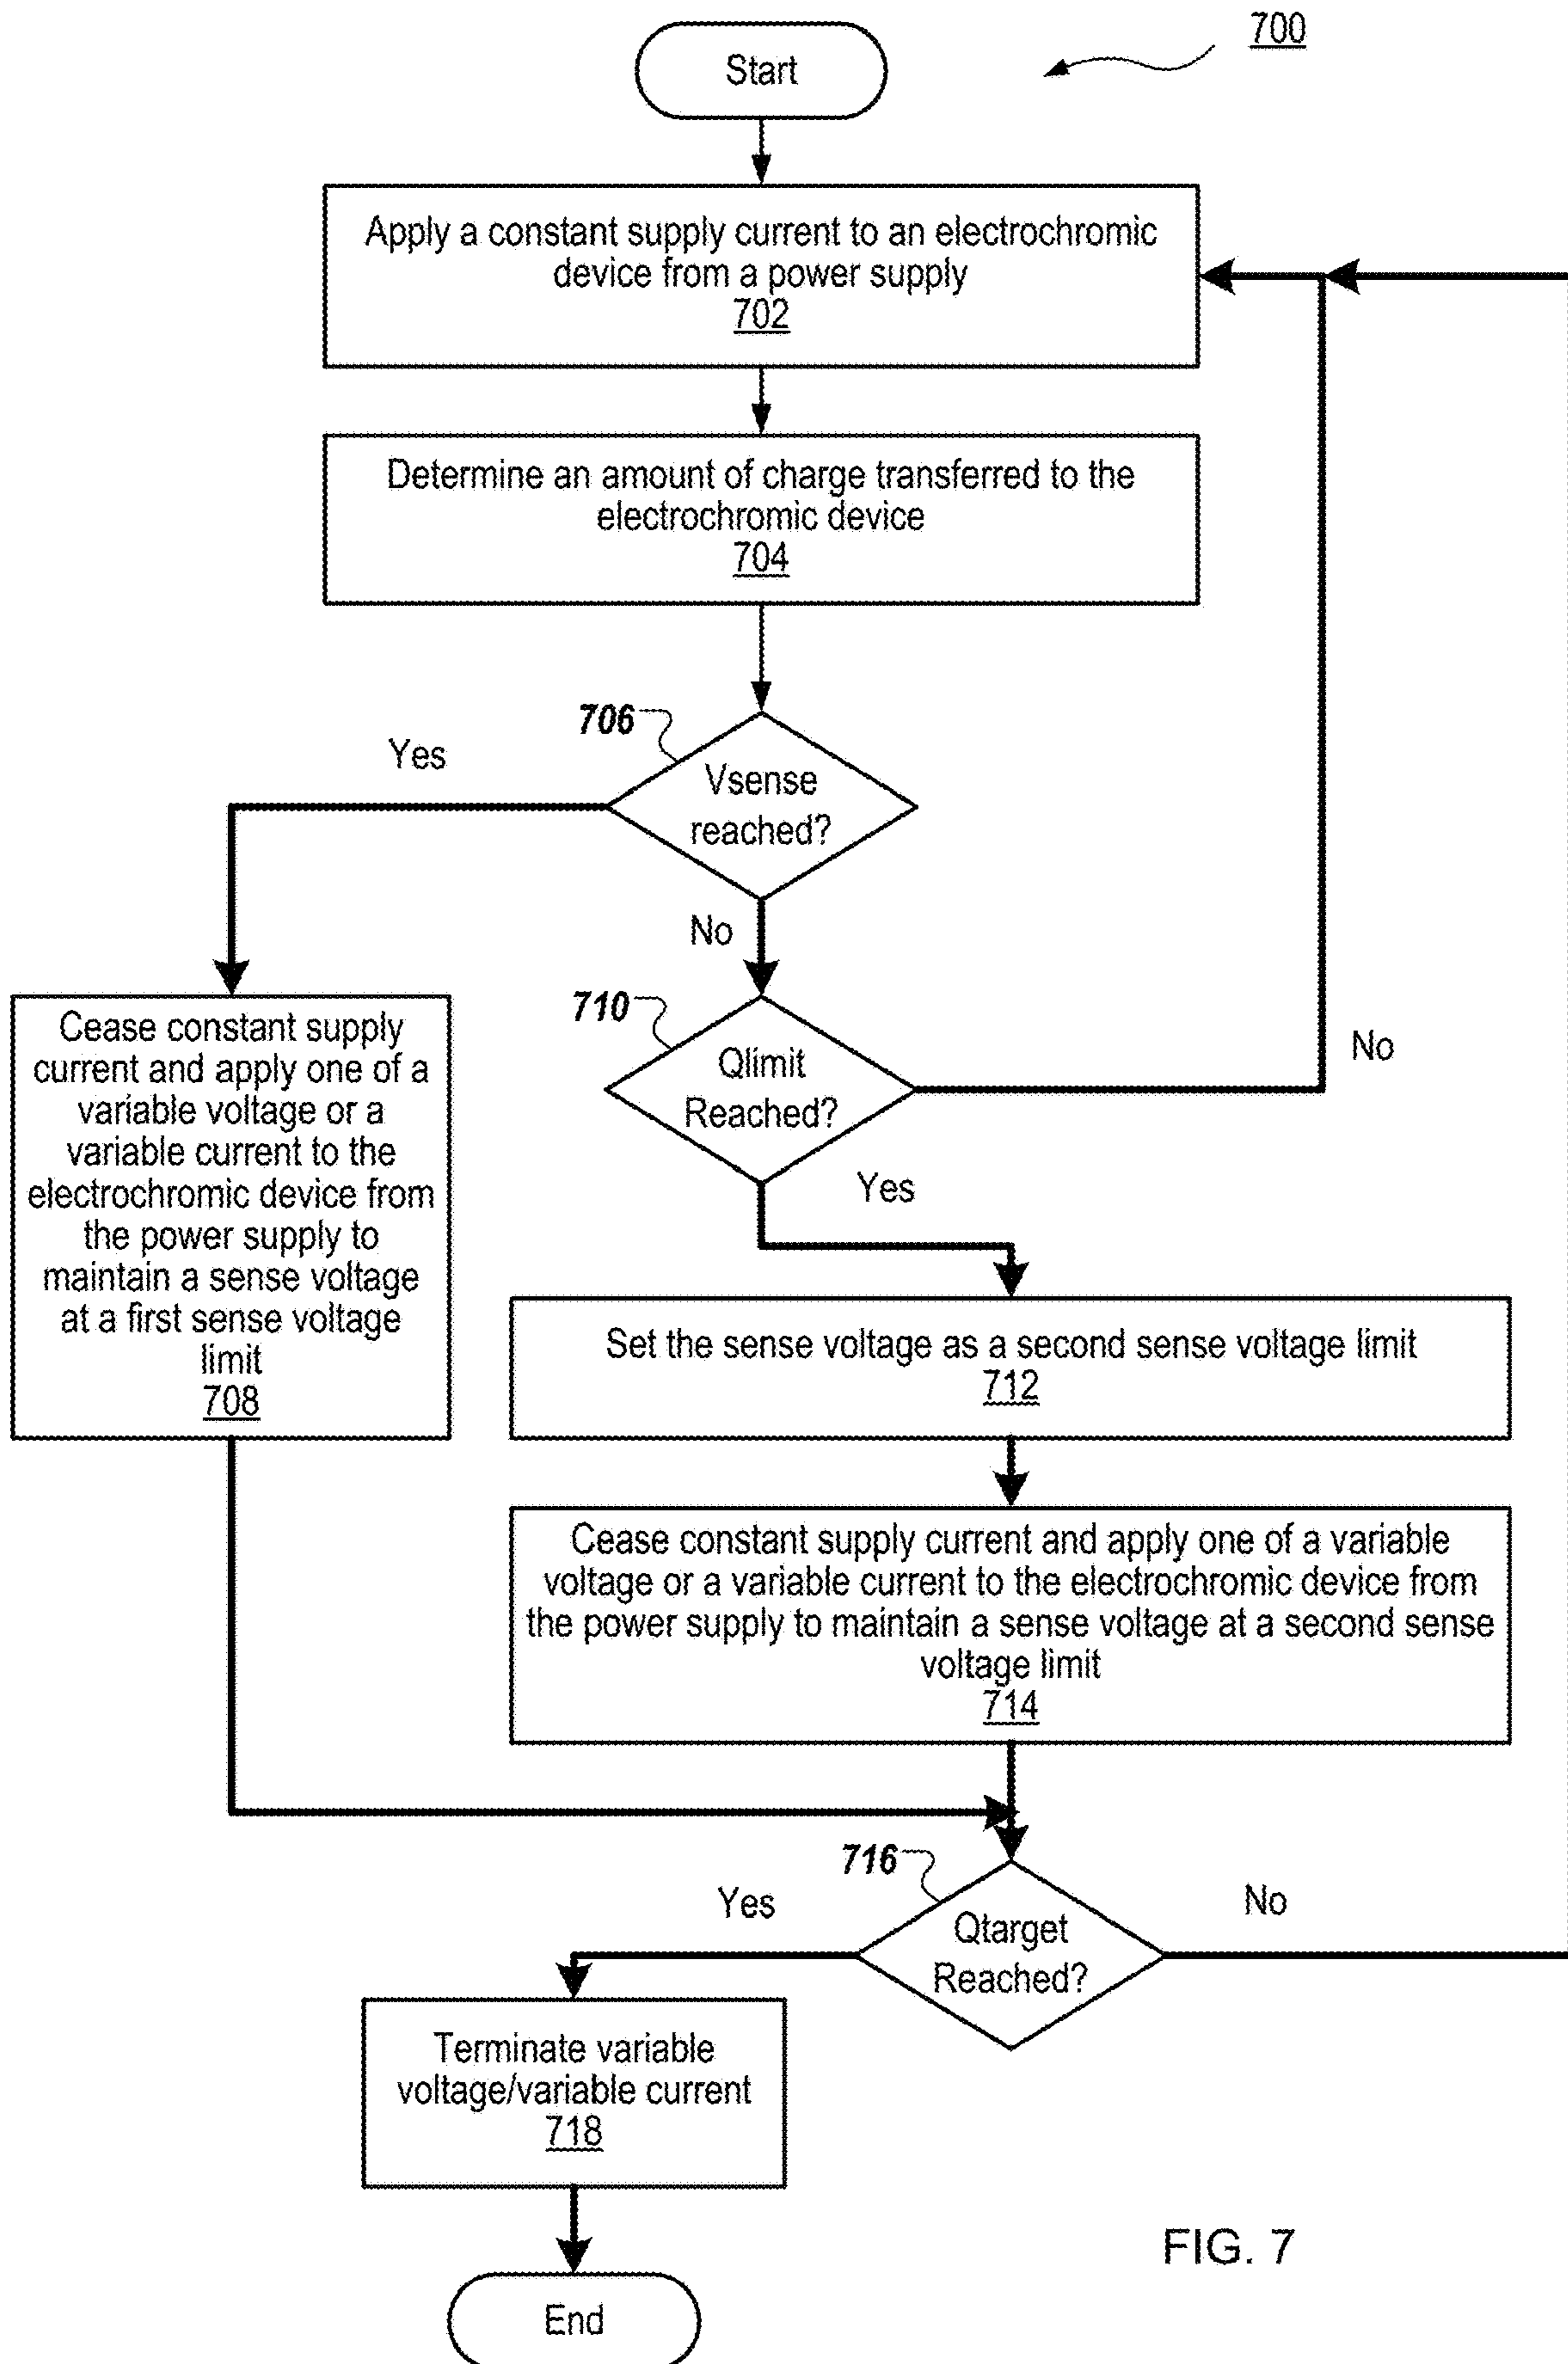 700
Start
Apply a constant supply current to an electrochromic
device from a power supply
702
Determine an amount of charge transferred to the
electrochromic device
704
706
Yes
Vsense
reached?
No
710
Qlimit
Reached?
No
Yes
Cease constant supply
current and apply one of a
variable voltage or a
variable current to the
electrochromic device from
the power supply to
maintain a sense voltage
at a first sense voltage
limit
708
Set the sense voltage as a second sense voltage limit
712
Cease constant supply current and apply one of a variable
voltage or a variable current to the electrochromic device from
the power supply to maintain a sense voltage at a second sense
voltage limit
714
716
Yes
Qtarget
Reached?
No
Terminate variable
voltage/variable current
718
End
FIG. 7